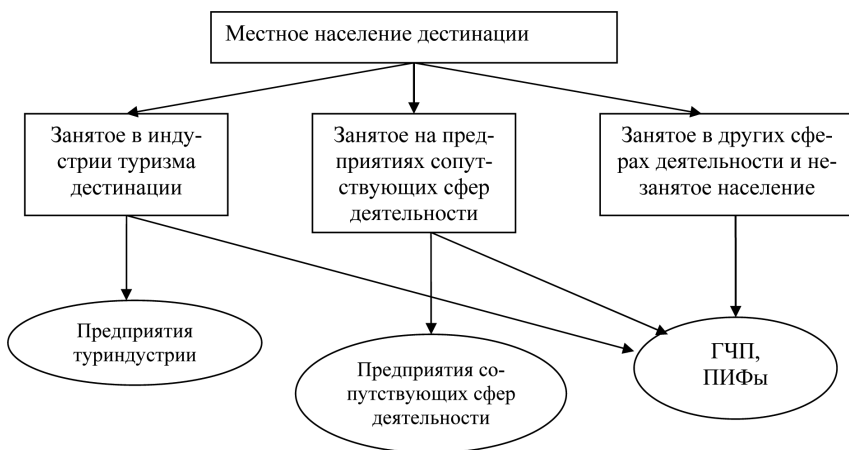 Местное население дестинации
Занятое в инду-
стрии туризма
дестинации
Занятое на пред-
приятиях сопут-
ствующих сфер
деятельности
Занятое в других сфе-
рах деятельности и не-
занятое население
Предприятия
туриндустрии
Предприятия со-
путствующих сфер
деятельности
ГЧП,
ПИФы